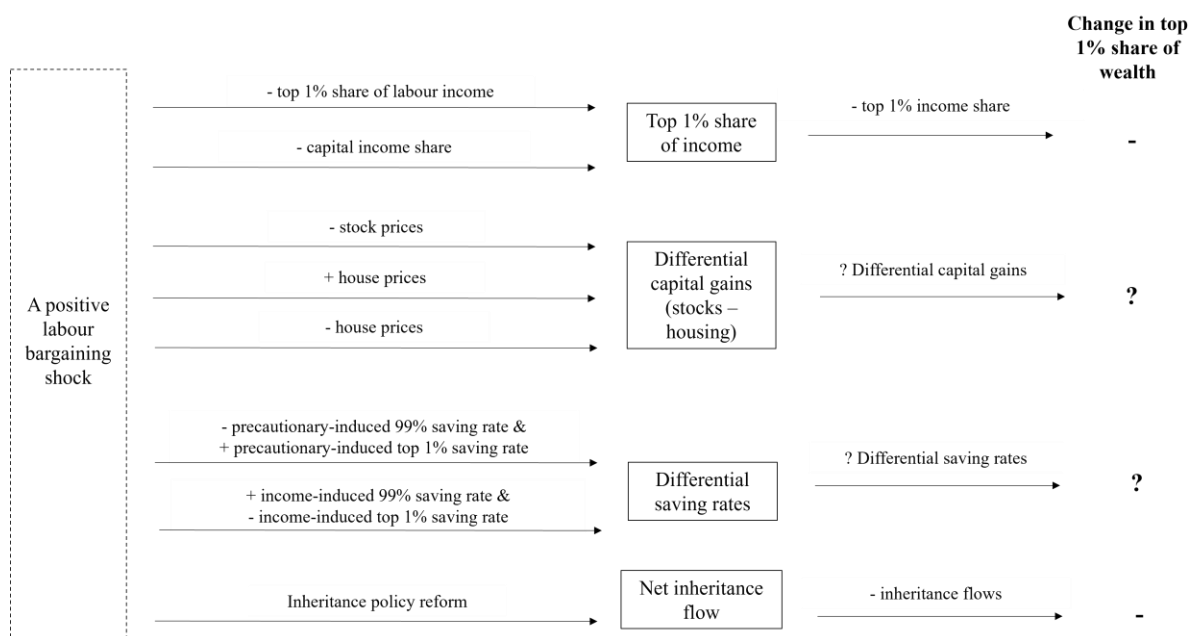 Change in top
1% share of
wealth
A positive
labour
bargaining
shock
- top 1% share of labour income
- capital income share
Top 1% share
of income
- top 1% income share
-
- stock prices
+ house prices
- house prices
Differential
capital gains
(stocks –
housing)
? Differential capital gains
?
- precautionary-induced 99% saving rate &
+ precautionary-induced top 1% saving rate
+ income-induced 99% saving rate &
- income-induced top 1% saving rate
Differential
saving rates
? Differential saving rates
?
Inheritance policy reform
Net inheritance
flow
- inheritance flows
-